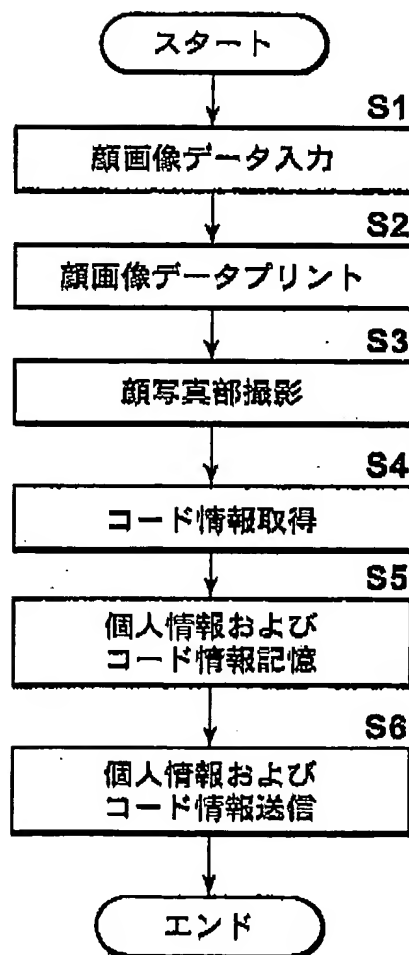 スタート
S1
顔画像データ入力
S2
顔画像データプリント
S3
顔写真部撮影
S4
コード情報取得
S5
個人情報および
コード情報記憶
S6
個人情報および
コード情報送信
エンド